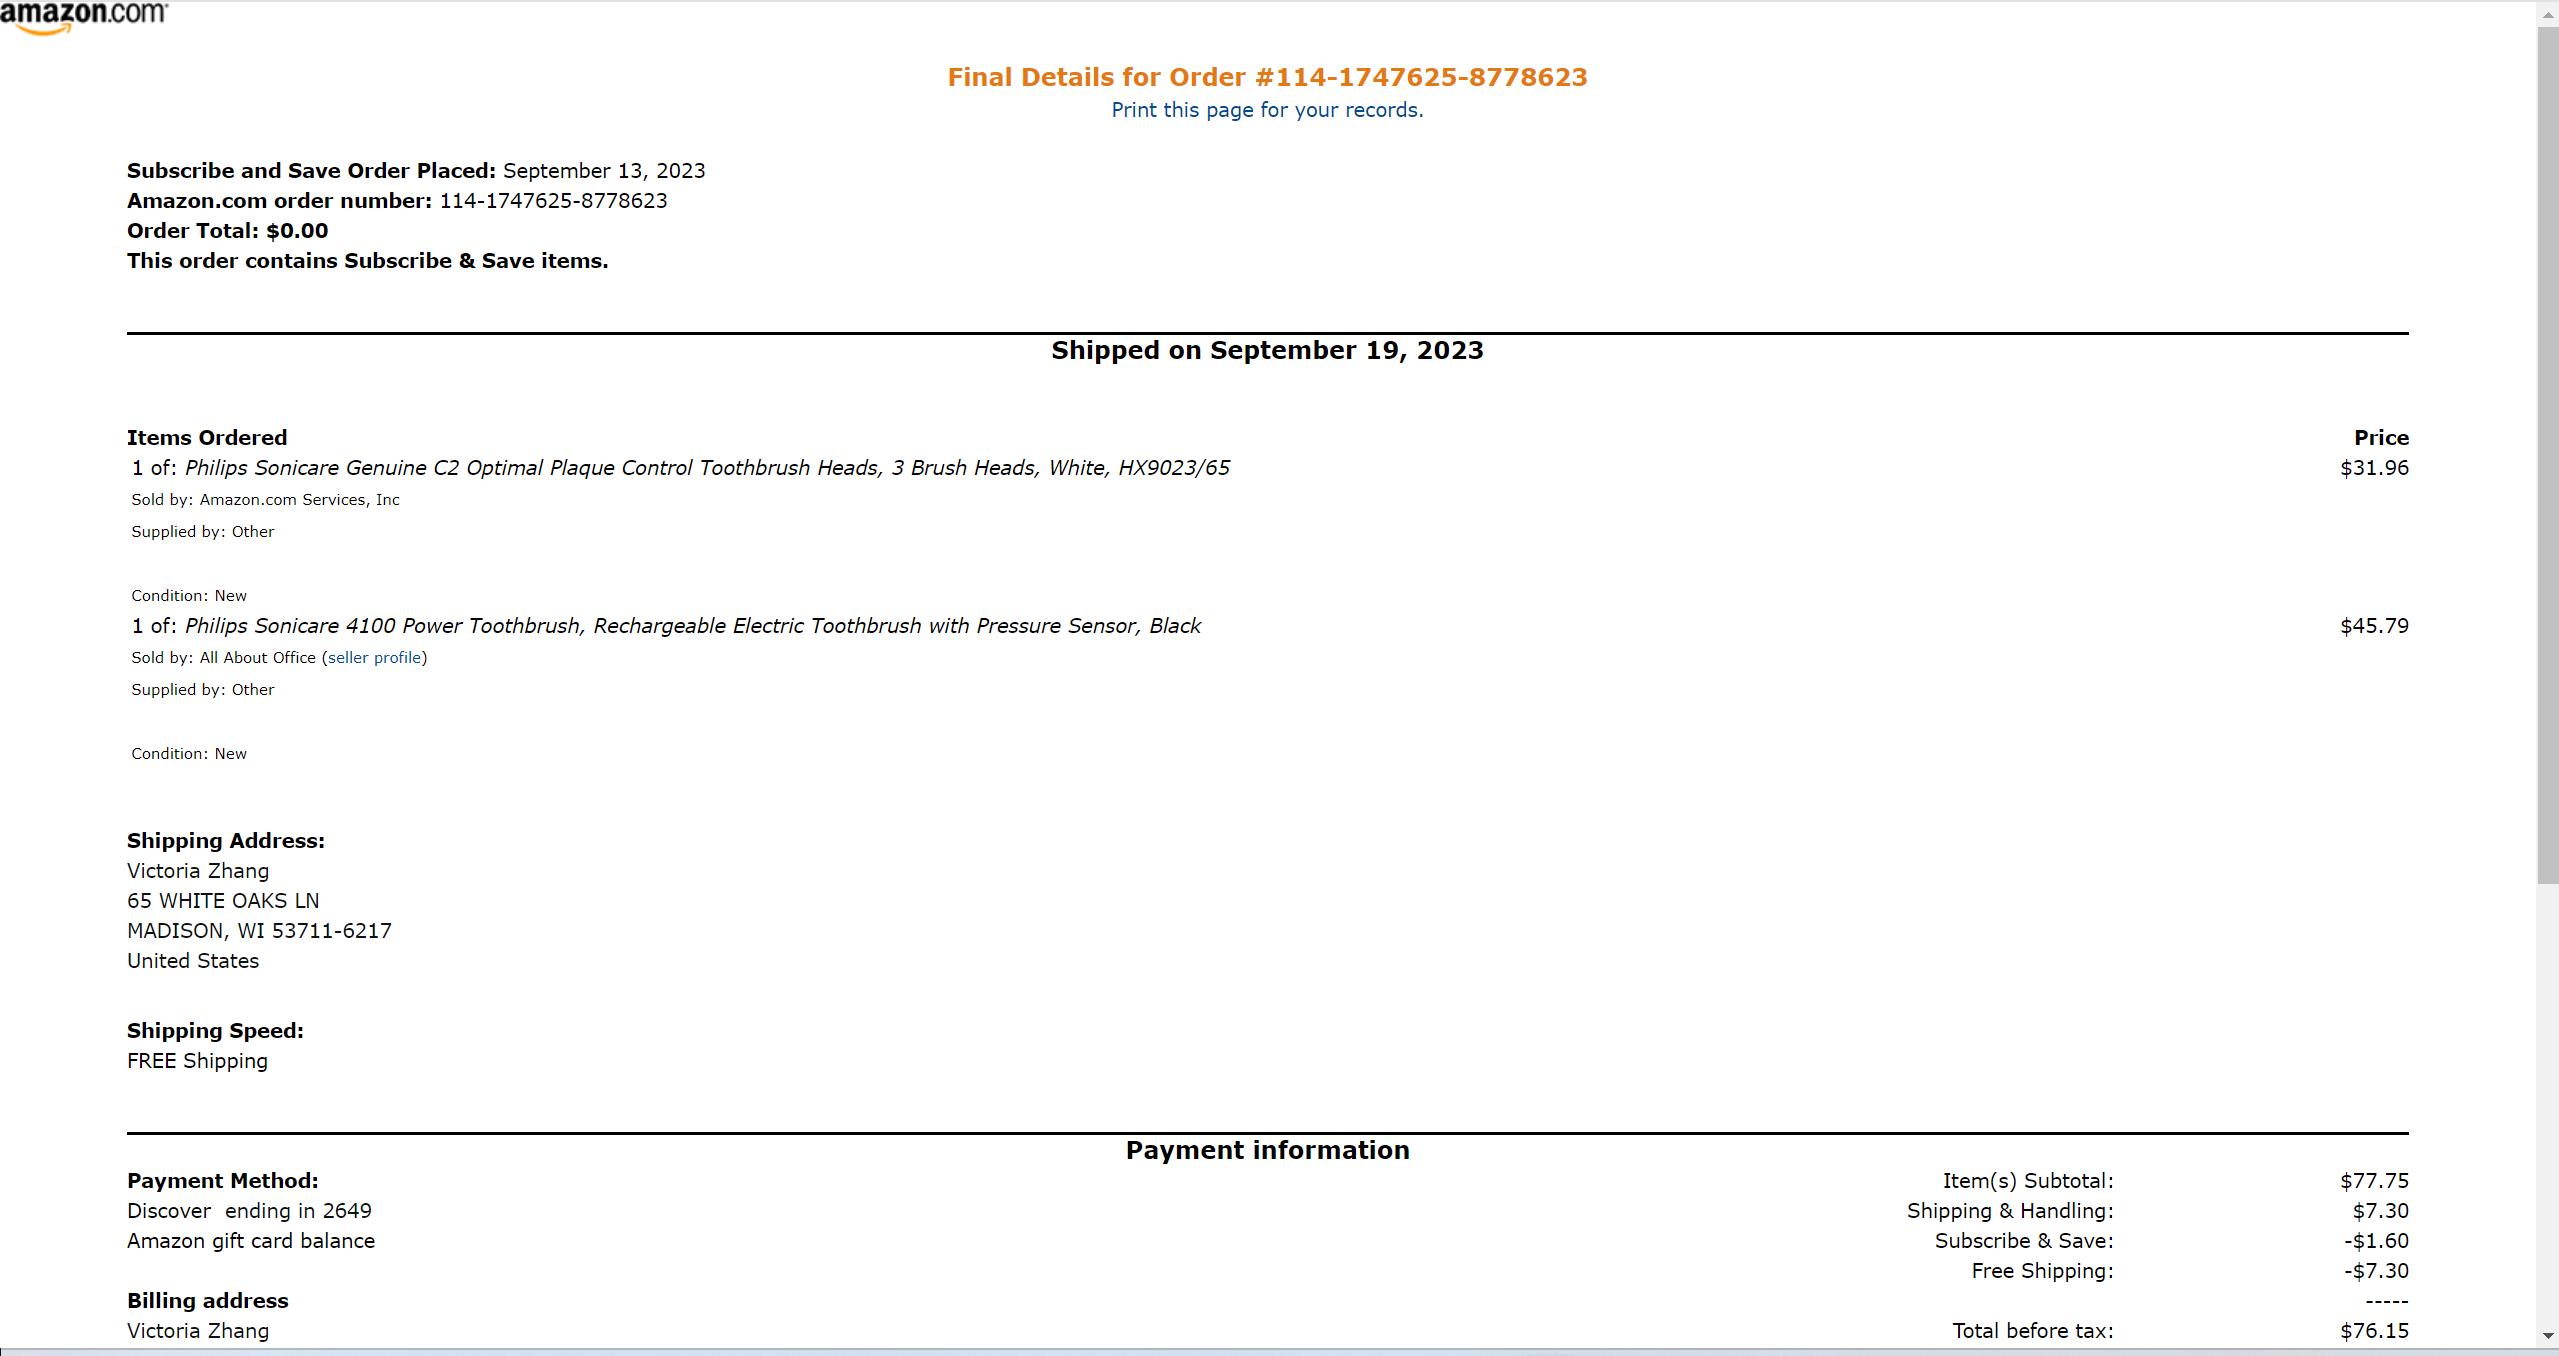 amazon.com
Final Details for Order #114-1747625-8778623
Print this page for your records.
Subscribe and Save Order Placed: September 13, 2023
Amazon.com order number: 114-1747625-8778623
Order Total: $0.00
This order contains Subscribe & Save items.
Shipped on September 19, 2023
Items Ordered Price
1 of: Philips Sonicare Genuine C2 Optimal Plaque Control Toothbrush Heads, 3 Brush Heads, White, HX9023/65 $31.96
Sold by: Amazon.com Services, Inc
Supplied by: Other
Condition: New
1 of: Philips Sonicare 4100 Power Toothbrush, Rechargeable Electric Toothbrush with Pressure Sensor, Black $45.79
Sold by: All About Office (seller profile)
Supplied by: Other
Condition: New
Shipping Address:
Victoria Zhang
65 WHITE OAKS LN
MADISON, WI 53711-6217
United States
Shipping Speed:
FREE Shipping
Payment information
Payment Method: Item(s) Subtotal: $77.75
Discover ending in 2649 Shipping & Handling: $7.30
Amazon gift card balance Subscribe & Save: -$1.60
Free Shipping: -$7.30
Billing address -----
Victoria Zhang Total before tax: $76.15